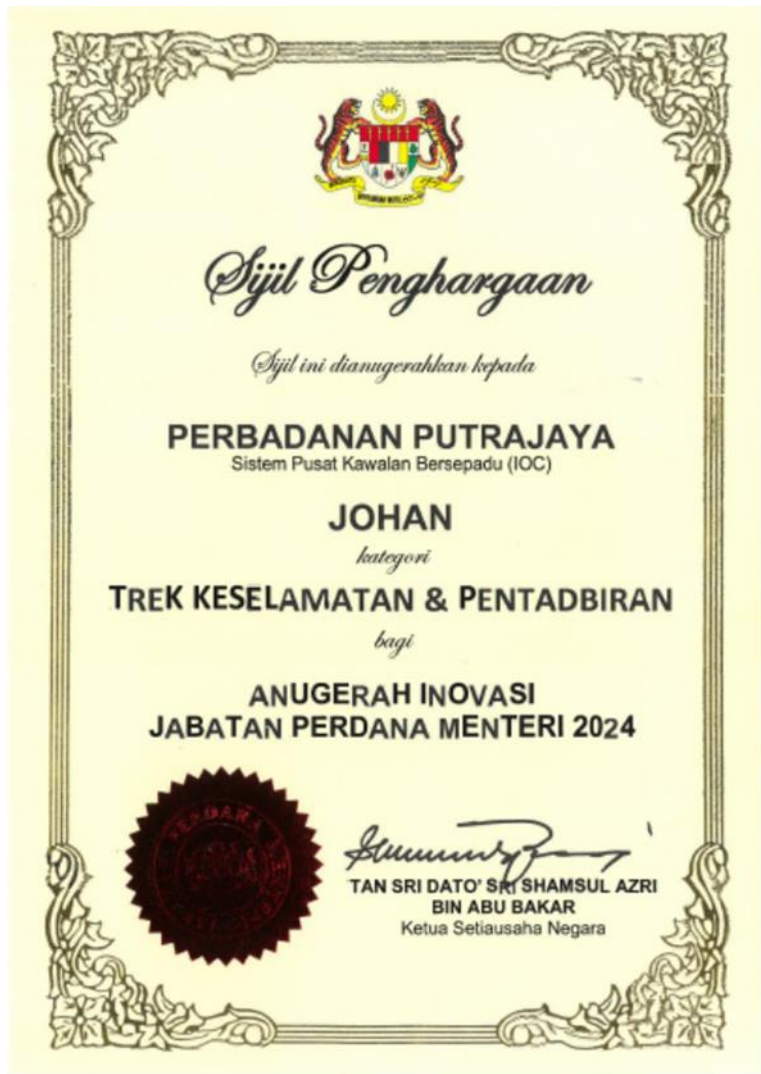 Sijil Penghargaan
Sijil ini dianugerahkan kepada
PERBADANAN PUTRAJAYA
Sistem Pusat Kawalan Bersepadu (IOC)
JOHAN
kategori
TREK KESELAMATAN & PENTADBIRAN
bagi
ANUGERAH INOVASI
JABATAN PERDANA MENTERI 2024
TAN SRI DATO' SRI SHAMSUL AZRI
BIN ABU BAKAR
Ketua Setiausaha Negara